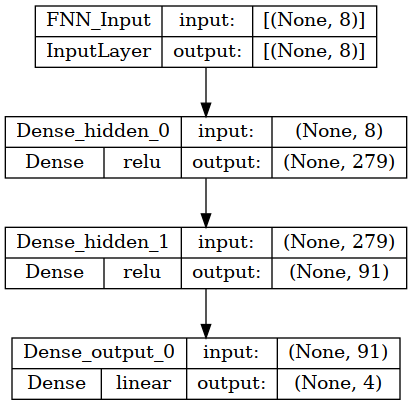 FNN_Input input: [(None, 8)]
InputLayer output: [(None, 8)]
Dense_hidden_0 input: (None, 8)
Dense relu output: (None, 279)
Dense_hidden_1 input: (None, 279)
Dense relu output: (None, 91)
Dense_output_0 input: (None, 91)
Dense linear output: (None, 4)